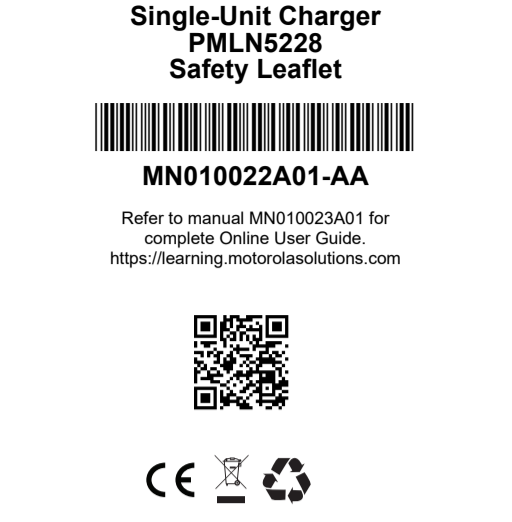 Single-Unit Charger
PMLN5228
Safety Leaflet
MN010022A01-AA
Refer to manual MN010023A01 for
complete Online User Guide.
https://learning.motorolasolutions.com
CE